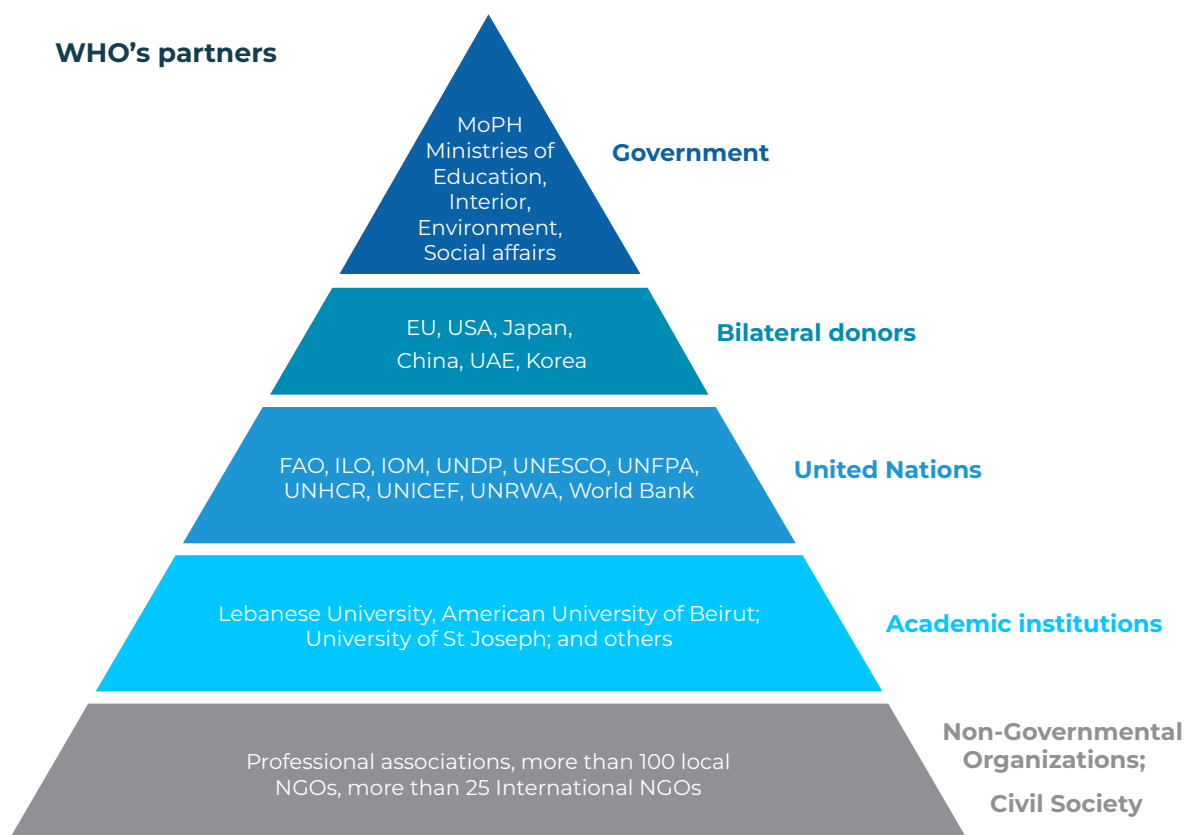 WHO’s partners
MoPH
Ministries of
Education,
Interior,
Environment,
Social affairs
Government
EU, USA, Japan,
China, UAE, Korea
Bilateral donors
FAO, ILO, IOM, UNDP, UNESCO, UNFPA,
UNHCR, UNICEF, UNRWA, World Bank
United Nations
Lebanese University, American University of Beirut;
University of St Joseph; and others
Academic institutions
Professional associations, more than 100 local
NGOs, more than 25 International NGOs
Non-Governmental
Organizations;
Civil Society